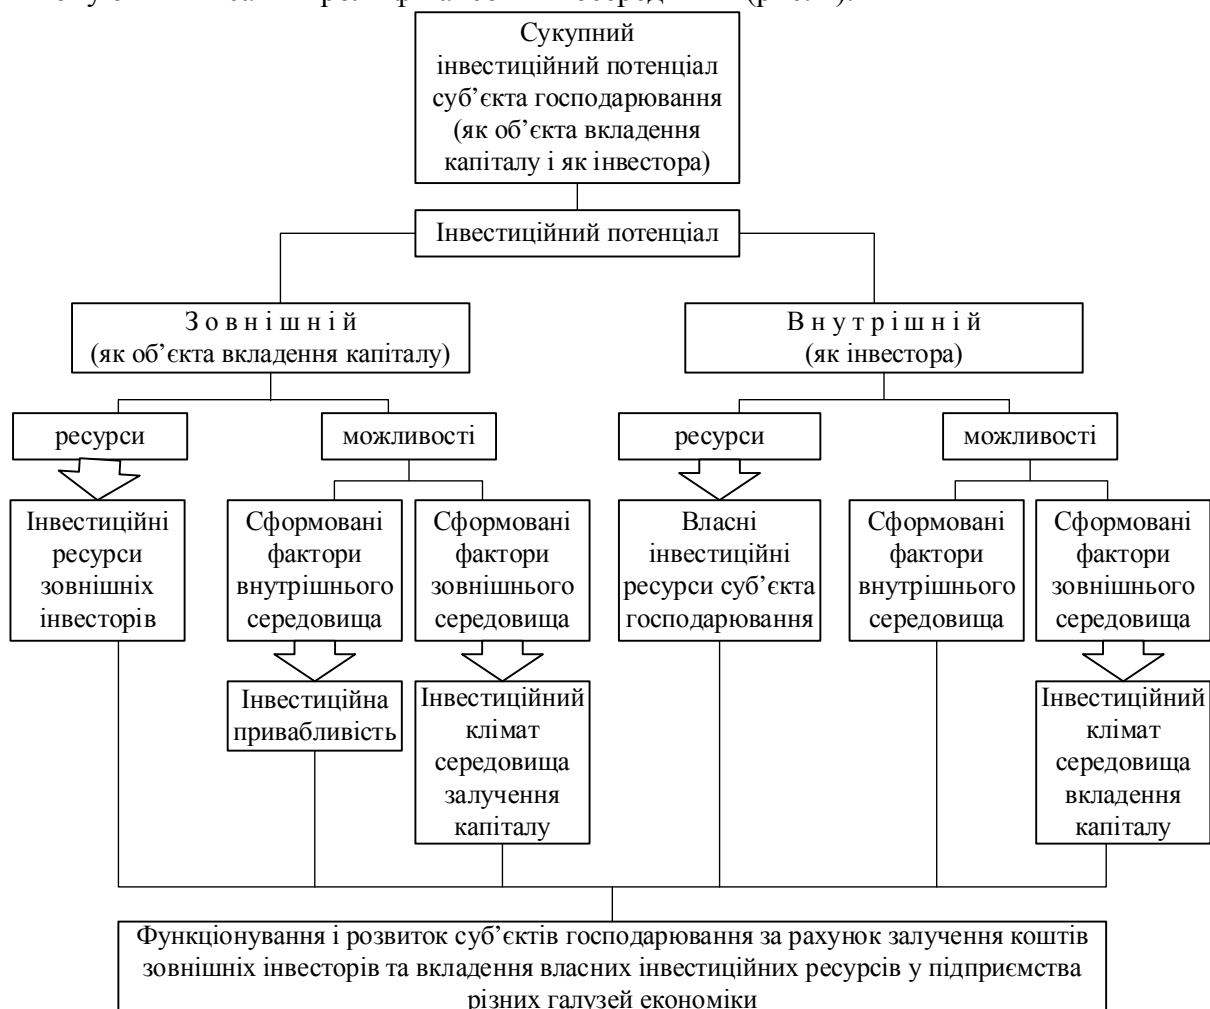 Сукупний
інвестиційний потенціал
суб’єкта господарювання
(як об’єкта вкладення
капіталу і як інвестора)
Інвестиційний потенціал
З о в н і ш н і й
(як об’єкта вкладення капіталу)
В н у т р і ш н і й
(як інвестора)
ресурси
можливості
ресурси
можливості
Інвестиційні
ресурси
зовнішніх
інвесторів
Сформовані
фактори
внутрішнього
середовища
Сформовані
фактори
зовнішнього
середовища
Власні
інвестиційні
ресурси суб’єкта
господарювання
Сформовані
фактори
внутрішнього
середовища
Сформовані
фактори
зовнішнього
середовища
Інвестиційна
привабливість
Інвестиційний
клімат
середовища
залучення
капіталу
Інвестиційний
клімат
середовища
вкладення
капіталу
Функціонування і розвиток суб’єктів господарювання за рахунок залучення коштів
зовнішніх інвесторів та вкладення власних інвестиційних ресурсів у підприємства
різних галузей економіки